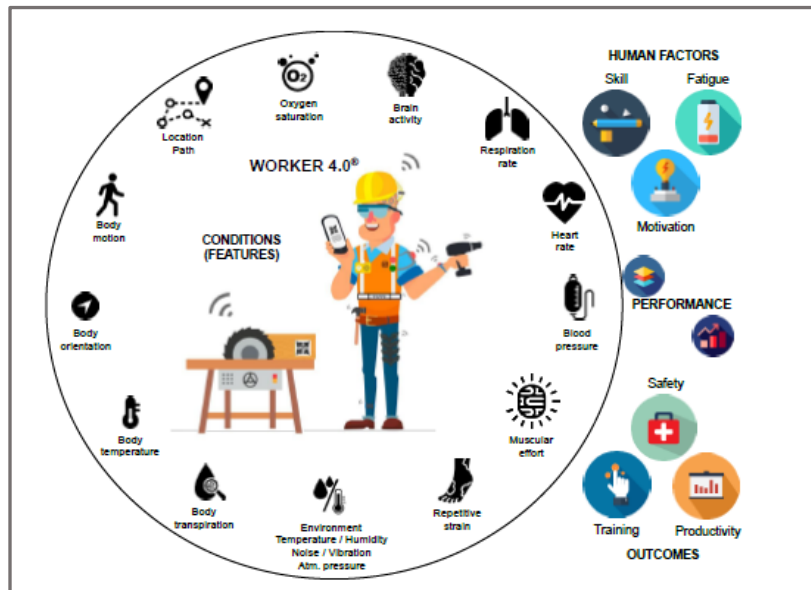 HUMAN FACTORS
Skill
Fatigue
Motivation
PERFORMANCE
Safety
Training
Productivity
OUTCOMES
WORKER 4.0®
CONDITIONS
(FEATURES)
Oxygen
saturation
Brain
activity
Respiration
rate
Heart
rate
Blood
pressure
Muscular
effort
Repetitive
strain
Environment
Temperature / Humidity
Noise / Vibration
Atm. pressure
Body
transpiration
Body
temperature
Body
orientation
Body
motion
Location
Path
O2